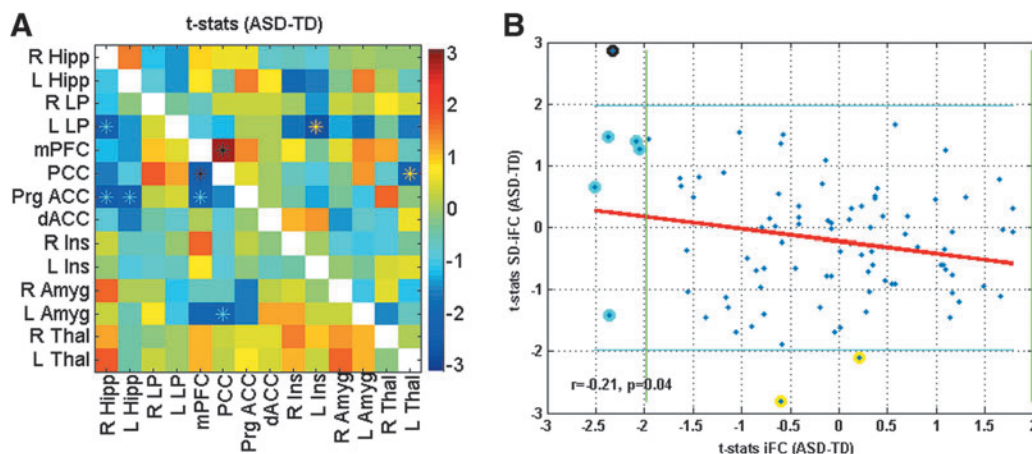 A
t-stats (ASD-TD)
R Hipp
L Hipp
R LP
L LP
mPFC
PCC
Prg ACC
dACC
R Ins
L Ins
R Amyg
L Amyg
R Thal
L Thal
R Hipp
L Hipp
R LP
L LP
mPFC
PCC
Prg ACC
dACC
R Ins
L Ins
R Amyg
L Amyg
R Thal
L Thal
3
2
1
0
-1
-2
-3
B
t-stats SD-iFC (ASD-TD)
3
2
1
0
-1
-2
-3
r=-0.21, p=0.04
-3 -2.5 -2 -1.5 -1 -0.5 0 0.5 1 1.5 2
t-stats iFC (ASD-TD)